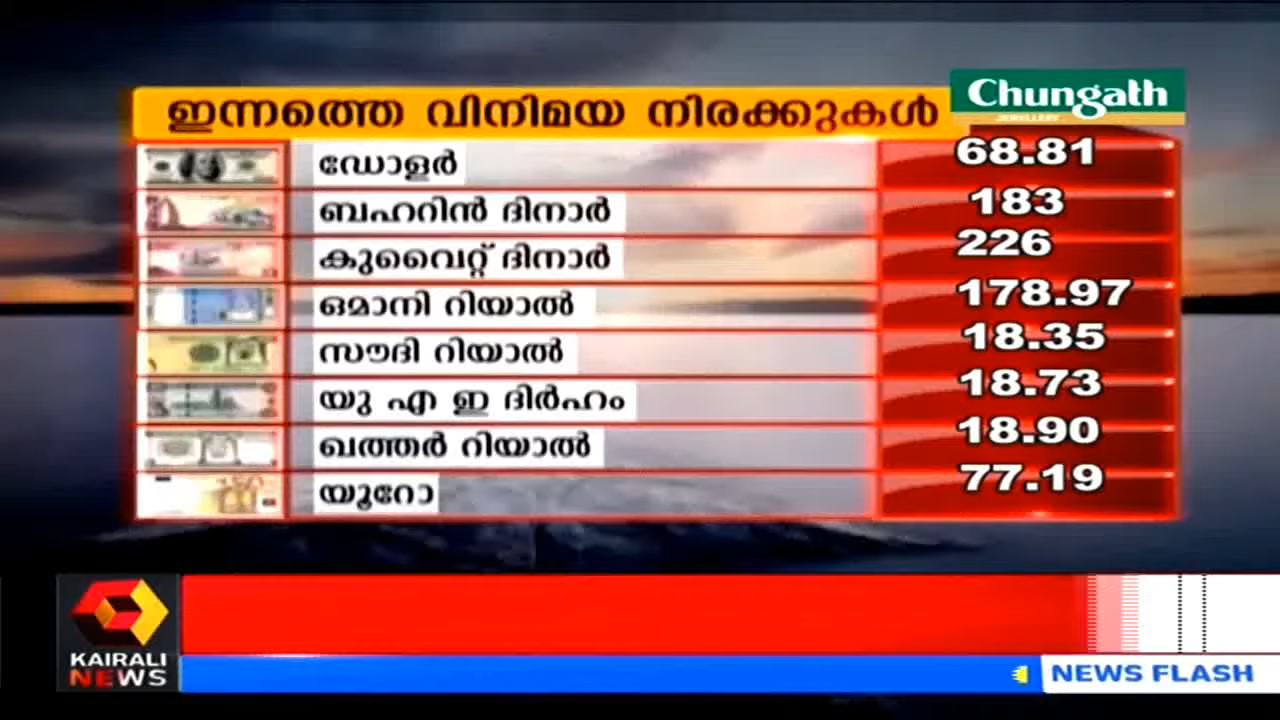 ഇന്നത്തെ വിനിമയ നിരക്കുകൾ
Chungath
JEWELLERY
ഡോളർ 68.81
ബഹറിൻ ദിനാർ 183
കുവൈറ്റ് ദിനാർ 226
ഒമാനി റിയാൽ 178.97
സൗദി റിയാൽ 18.35
യു എ ഇ ദിർഹം 18.73
ഖത്തർ റിയാൽ 18.90
യൂറോ 77.19
KAIRALI
NEWS
NEWS FLASH